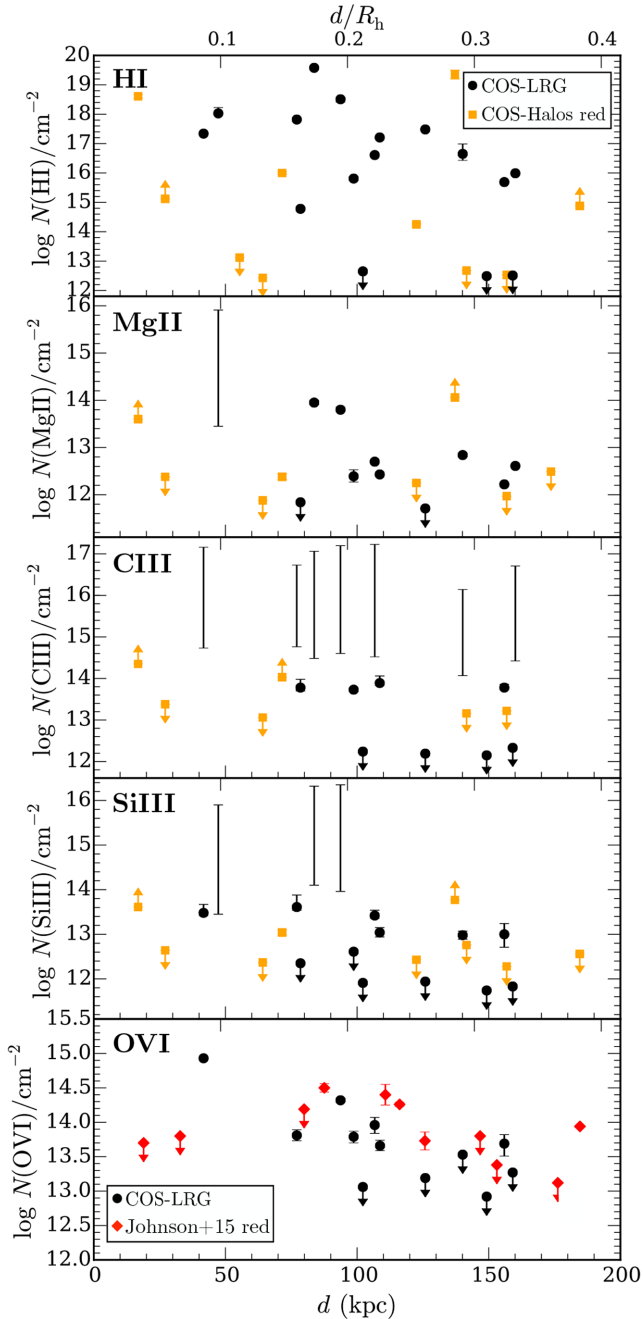 d/R_h
0.1 0.2 0.3 0.4
HI
COS-LRG
COS-Halos red
log N(HI)/cm^−2
20
19
18
17
16
15
14
13
12
MgII
log N(MgII)/cm^−2
16
15
14
13
12
CIII
log N(CIII)/cm^−2
17
16
15
14
13
12
SiIII
log N(SiIII)/cm^−2
16
15
14
13
12
OVI
log N(OVI)/cm^−2
15.5
15.0
14.5
14.0
13.5
13.0
12.5
12.0
COS-LRG
Johnson+15 red
0 50 100 150 200
d (kpc)